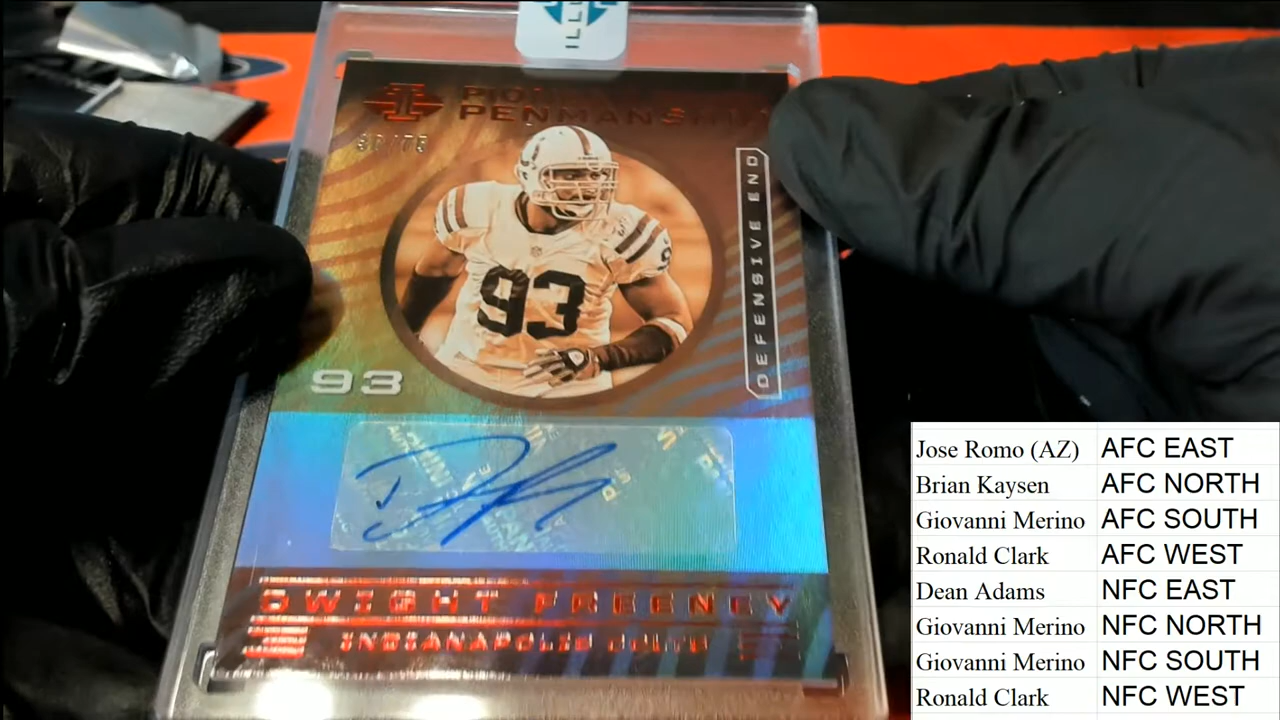 ILLU
PENMANSHIP
/75
DEFENSIVE END
93
93
DWIGHT FREENEY
INDIANAPOLIS COLTS
Jose Romo (AZ) AFC EAST
Brian Kaysen AFC NORTH
Giovanni Merino AFC SOUTH
Ronald Clark AFC WEST
Dean Adams NFC EAST
Giovanni Merino NFC NORTH
Giovanni Merino NFC SOUTH
Ronald Clark NFC WEST